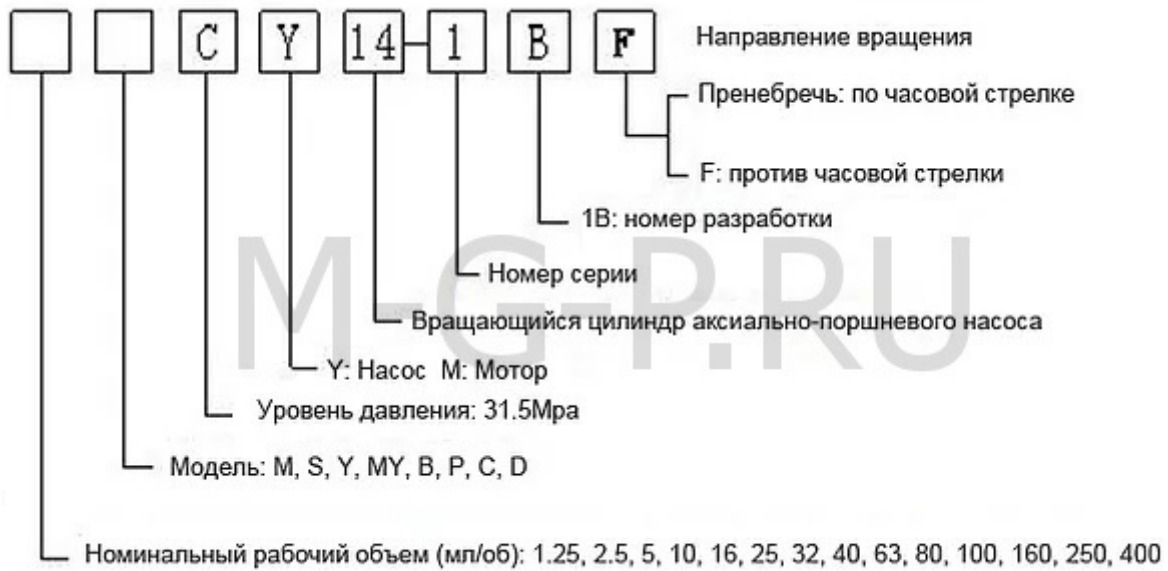 C Y 14-1 B F Направление вращения
Пренебречь: по часовой стрелке
F: против часовой стрелки
1B: номер разработки
Номер серии
Вращающийся цилиндр аксиально-поршневого насоса
Y: Насос M: Мотор
Уровень давления: 31.5Mpa
Модель: M, S, Y, MY, B, P, C, D
Номинальный рабочий объем (мл/об): 1.25, 2.5, 5, 10, 16, 25, 32, 40, 63, 80, 100, 160, 250, 400
M-G-P.RU